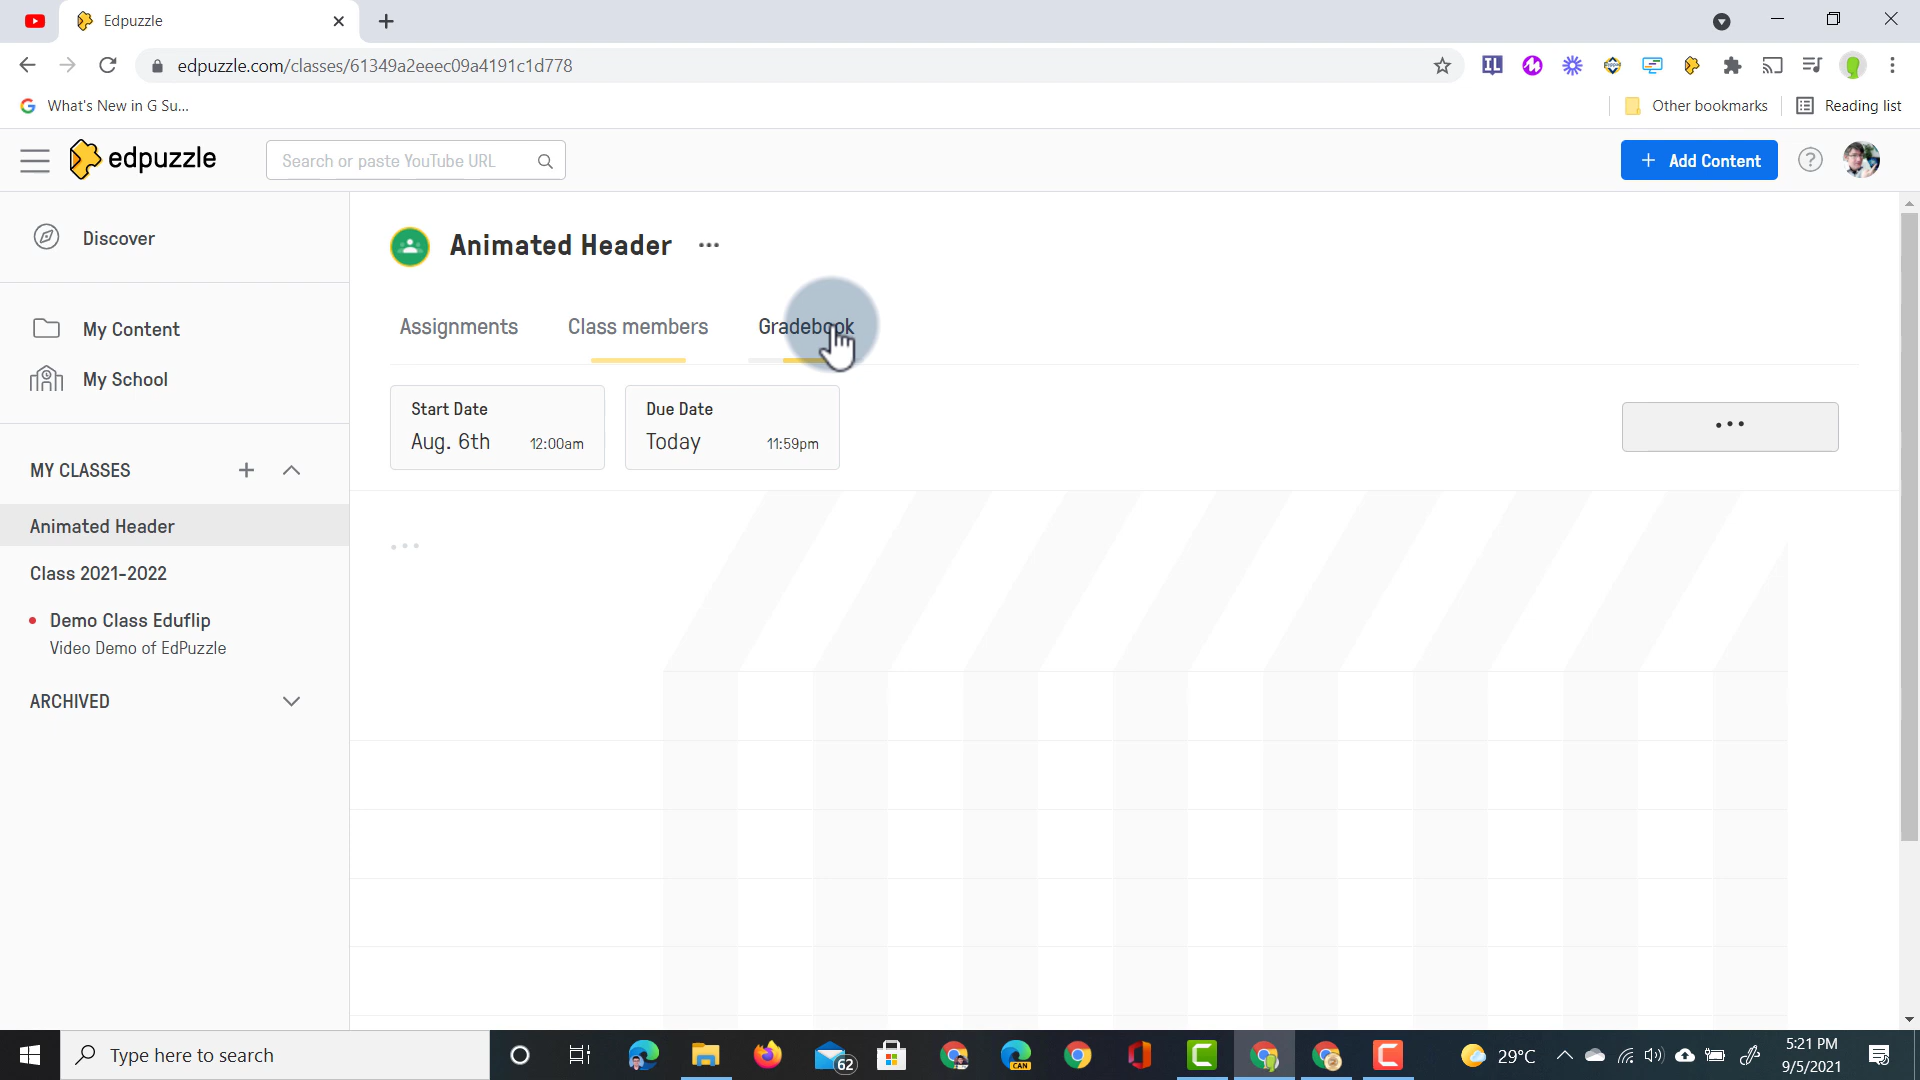 Edpuzzle
edpuzzle.com/classes/61349a2eeec09a4191c1d778
IL
What's New in G Su...
Other bookmarks
Reading list
edpuzzle
Search or paste YouTube URL
+ Add Content
?
Discover
Animated Header ...
My Content
Assignments
Class members
Gradebook
My School
Start Date
Aug. 6th 12:00am
Due Date
Today 11:59pm
MY CLASSES
Animated Header
Class 2021-2022
Demo Class Eduflip
Video Demo of EdPuzzle
ARCHIVED
Type here to search
62
CAN
29°C
5:21 PM
9/5/2021